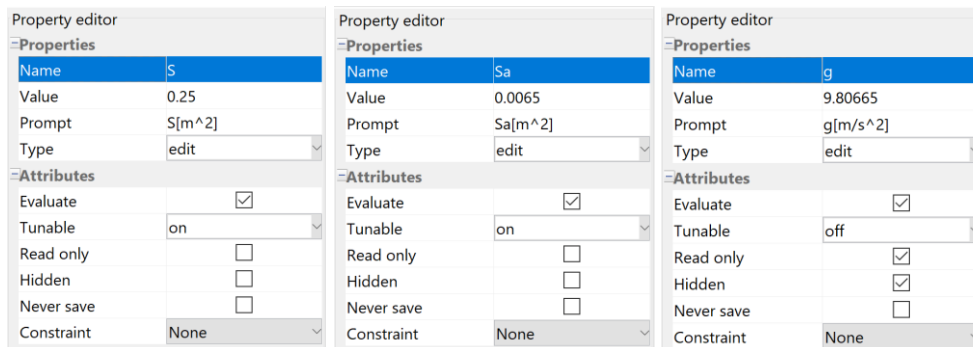 Property editor
Properties
Name S
Value 0.25
Prompt S[m^2]
Type edit
Attributes
Evaluate
Tunable on
Read only
Hidden
Never save
Constraint None
Property editor
Properties
Name Sa
Value 0.0065
Prompt Sa[m^2]
Type edit
Attributes
Evaluate
Tunable on
Read only
Hidden
Never save
Constraint None
Property editor
Properties
Name g
Value 9.80665
Prompt g[m/s^2]
Type edit
Attributes
Evaluate
Tunable off
Read only
Hidden
Never save
Constraint None